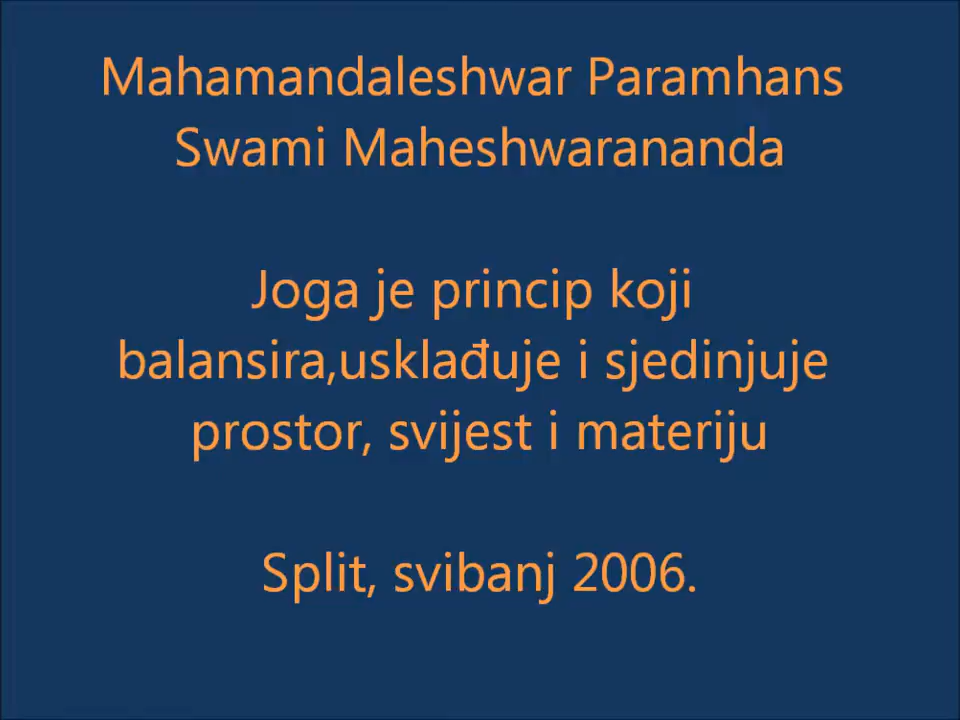 Mahamandaleshwar Paramhans
Swami Maheshwarananda
Joga je princip koji
balansira,usklađuje i sjedinjuje
prostor, svijest i materiju
Split, svibanj 2006.